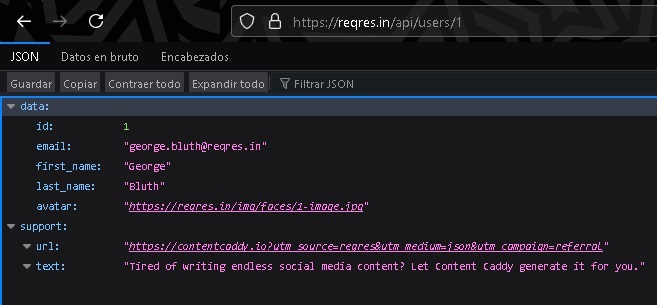 https://reqres.in/api/users/1
JSON Datos en bruto Encabezados
Guardar Copiar Contraer todo Expandir todo Filtrar JSON
data:
id: 1
email: "george.bluth@reqres.in"
first_name: "George"
last_name: "Bluth"
avatar: "https://reqres.in/img/faces/1-image.jpg"
support:
url: "https://contentcaddy.io?utm_source=reqres&utm_medium=json&utm_campaign=referral"
text: "Tired of writing endless social media content? Let Content Caddy generate it for you."